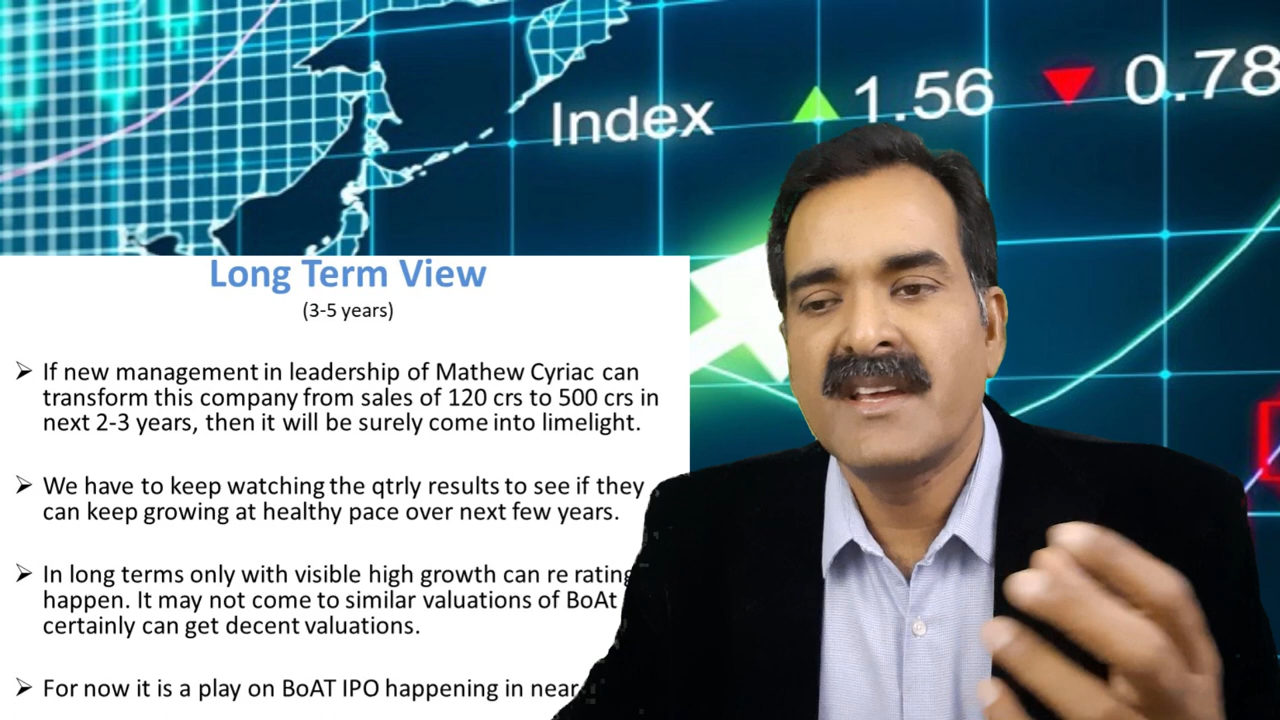 Index ▲ 1.56 ▼ 0.78
Long Term View
(3-5 years)
➢ If new management in leadership of Mathew Cyriac can
transform this company from sales of 120 crs to 500 crs in
next 2-3 years, then it will be surely come into limelight.
➢ We have to keep watching the qtrly results to see if they
can keep growing at healthy pace over next few years.
➢ In long terms only with visible high growth can re rating
happen. It may not come to similar valuations of BoAt
certainly can get decent valuations.
➢ For now it is a play on BoAT IPO happening in near